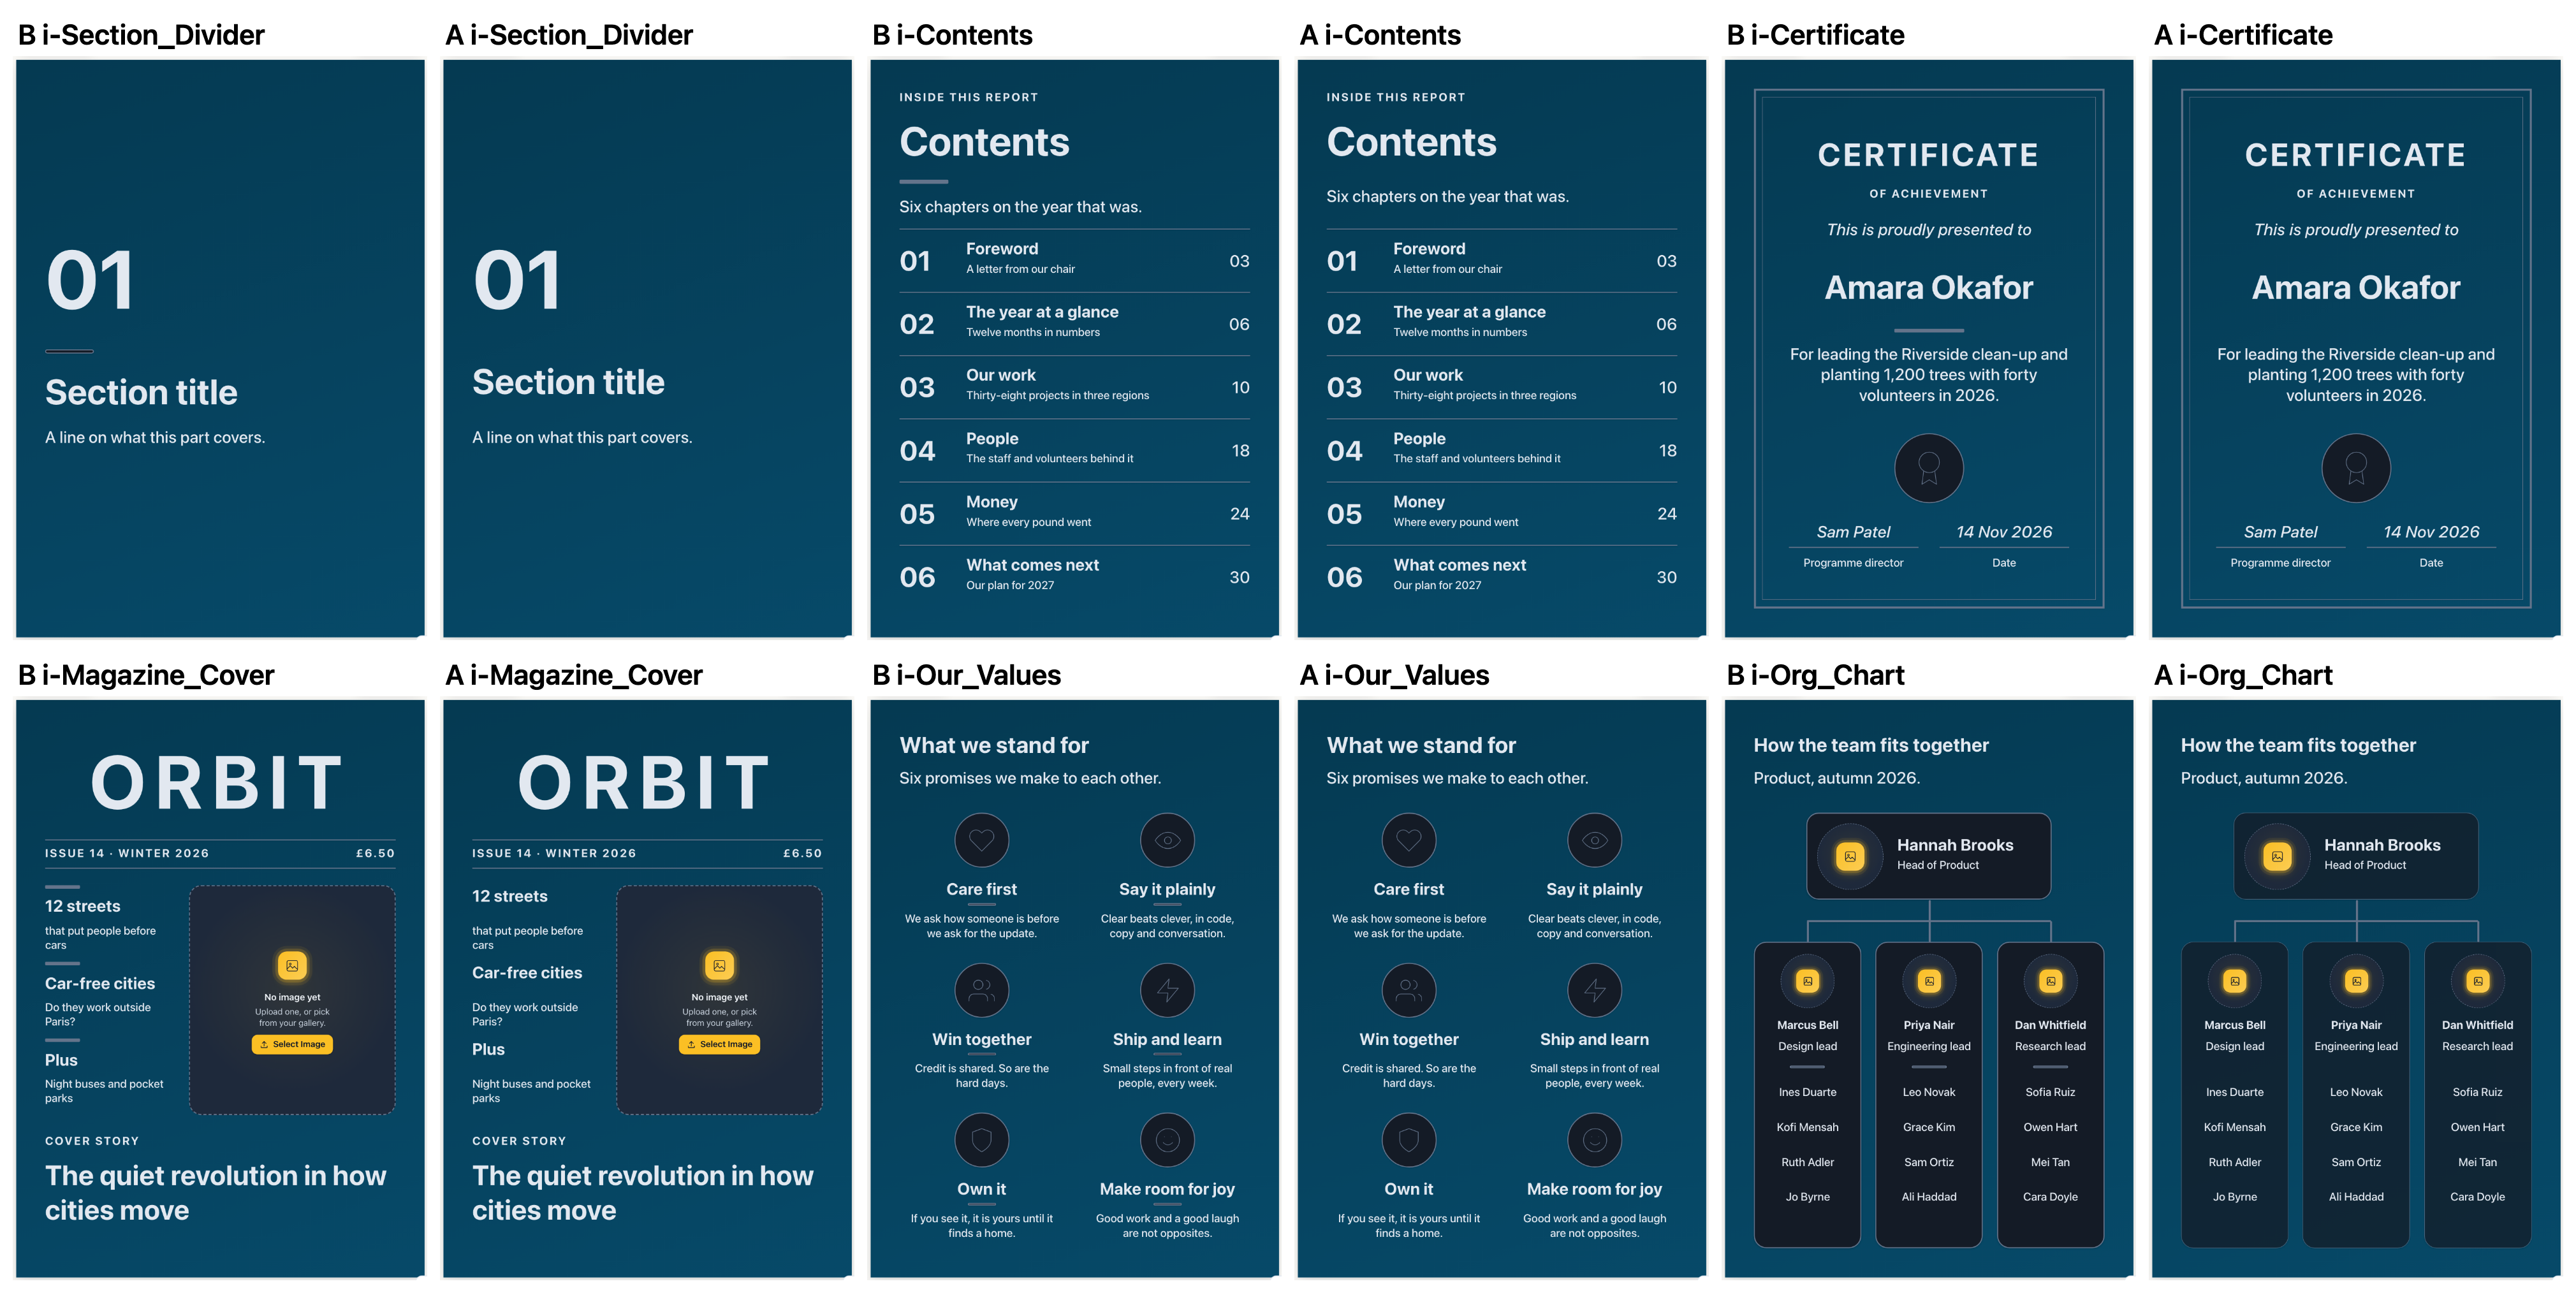 B i-Section_Divider
01
Section title
A line on what this part covers.
A i-Section_Divider
01
Section title
A line on what this part covers.
B i-Contents
INSIDE THIS REPORT
Contents
Six chapters on the year that was.
01 Foreword 03
A letter from our chair
02 The year at a glance 06
Twelve months in numbers
03 Our work 10
Thirty-eight projects in three regions
04 People 18
The staff and volunteers behind it
05 Money 24
Where every pound went
06 What comes next 30
Our plan for 2027
A i-Contents
INSIDE THIS REPORT
Contents
Six chapters on the year that was.
01 Foreword 03
A letter from our chair
02 The year at a glance 06
Twelve months in numbers
03 Our work 10
Thirty-eight projects in three regions
04 People 18
The staff and volunteers behind it
05 Money 24
Where every pound went
06 What comes next 30
Our plan for 2027
B i-Certificate
CERTIFICATE
OF ACHIEVEMENT
This is proudly presented to
Amara Okafor
For leading the Riverside clean-up and
planting 1,200 trees with forty
volunteers in 2026.
Sam Patel 14 Nov 2026
Programme director Date
A i-Certificate
CERTIFICATE
OF ACHIEVEMENT
This is proudly presented to
Amara Okafor
For leading the Riverside clean-up and
planting 1,200 trees with forty
volunteers in 2026.
Sam Patel 14 Nov 2026
Programme director Date
B i-Magazine_Cover
ORBIT
ISSUE 14 · WINTER 2026 £6.50
12 streets
that put people before
cars
Car-free cities
Do they work outside
Paris?
Plus
Night buses and pocket
parks
No image yet
Upload one, or pick
from your gallery.
Select Image
COVER STORY
The quiet revolution in how
cities move
A i-Magazine_Cover
ORBIT
ISSUE 14 · WINTER 2026 £6.50
12 streets
that put people before
cars
Car-free cities
Do they work outside
Paris?
Plus
Night buses and pocket
parks
No image yet
Upload one, or pick
from your gallery.
Select Image
COVER STORY
The quiet revolution in how
cities move
B i-Our_Values
What we stand for
Six promises we make to each other.
Care first
We ask how someone is before
we ask for the update.
Say it plainly
Clear beats clever, in code,
copy and conversation.
Win together
Credit is shared. So are the
hard days.
Ship and learn
Small steps in front of real
people, every week.
Own it
If you see it, it is yours until it
finds a home.
Make room for joy
Good work and a good laugh
are not opposites.
A i-Our_Values
What we stand for
Six promises we make to each other.
Care first
We ask how someone is before
we ask for the update.
Say it plainly
Clear beats clever, in code,
copy and conversation.
Win together
Credit is shared. So are the
hard days.
Ship and learn
Small steps in front of real
people, every week.
Own it
If you see it, it is yours until it
finds a home.
Make room for joy
Good work and a good laugh
are not opposites.
B i-Org_Chart
How the team fits together
Product, autumn 2026.
Hannah Brooks
Head of Product
Marcus Bell
Design lead
Ines Duarte
Kofi Mensah
Ruth Adler
Jo Byrne
Priya Nair
Engineering lead
Leo Novak
Grace Kim
Sam Ortiz
Ali Haddad
Dan Whitfield
Research lead
Sofia Ruiz
Owen Hart
Mei Tan
Cara Doyle
A i-Org_Chart
How the team fits together
Product, autumn 2026.
Hannah Brooks
Head of Product
Marcus Bell
Design lead
Ines Duarte
Kofi Mensah
Ruth Adler
Jo Byrne
Priya Nair
Engineering lead
Leo Novak
Grace Kim
Sam Ortiz
Ali Haddad
Dan Whitfield
Research lead
Sofia Ruiz
Owen Hart
Mei Tan
Cara Doyle